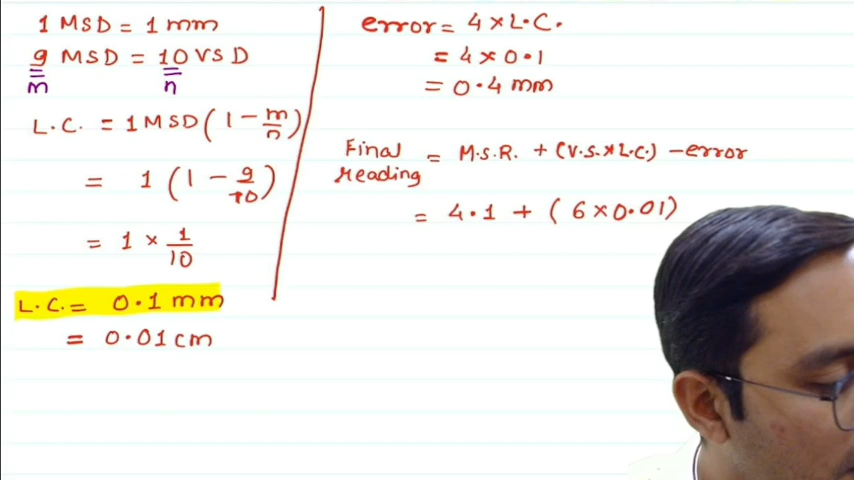 1 MSD = 1 mm
9 MSD = 10 VSD
m n
L.C. = 1 MSD (1 - m/n)
= 1 (1 - 9/10)
= 1 × 1/10
L.C. = 0.1 mm
= 0.01 cm
error = 4 × L.C.
= 4 × 0.1
= 0.4 mm
Final reading = M.S.R. + (V.S. × L.C.) - error
= 4.1 + (6 × 0.01)